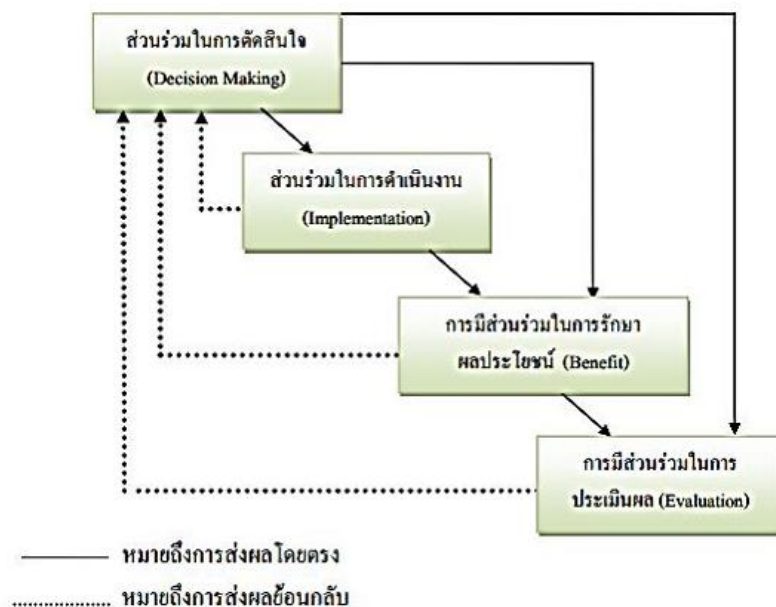 ส่วนร่วมในการตัดสินใจ
(Decision Making)
ส่วนร่วมในการดำเนินงาน
(Implementation)
การมีส่วนร่วมในการรักษา
ผลประโยชน์ (Benefit)
การมีส่วนร่วมในการ
ประเมินผล (Evaluation)
หมายถึงการส่งผลโดยตรง
หมายถึงการส่งผลย้อนกลับ